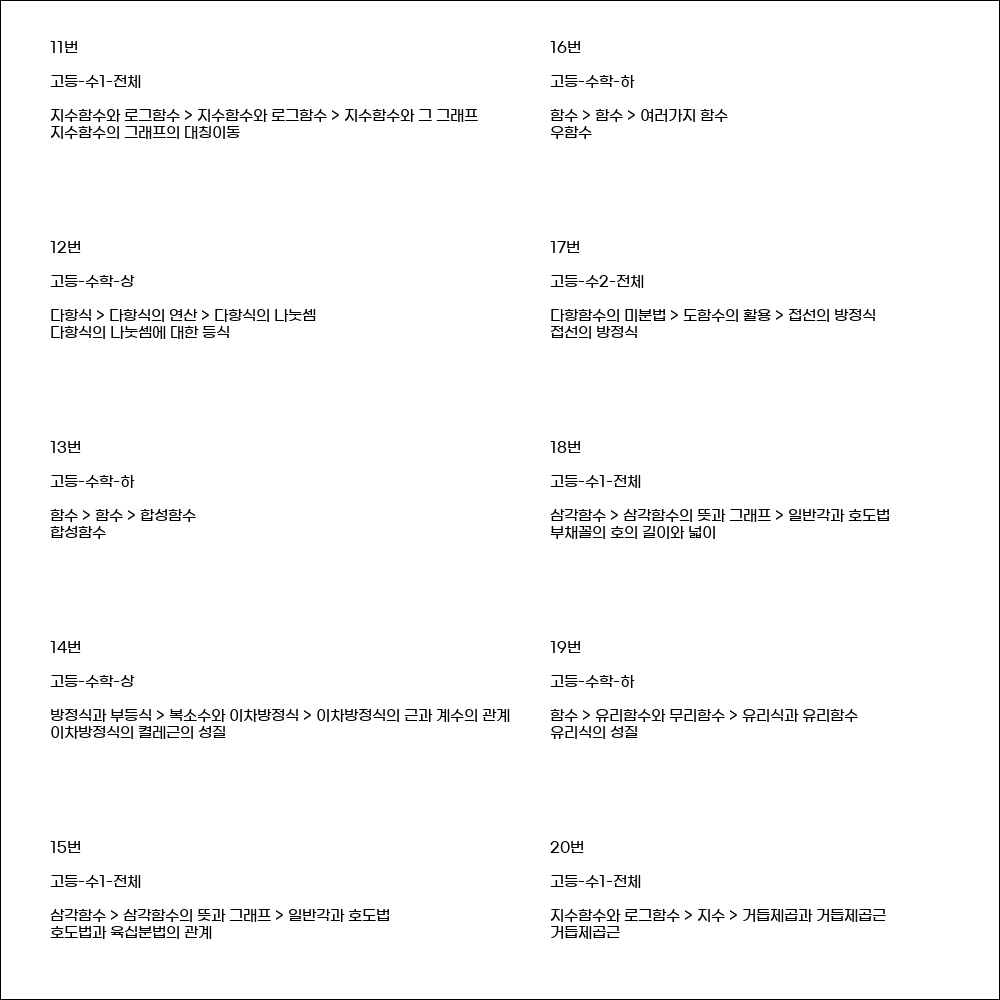 11번
고등-수1-전체
지수함수와 로그함수 > 지수함수와 로그함수 > 지수함수와 그 그래프
지수함수의 그래프의 대칭이동
12번
고등-수학-상
다항식 > 다항식의 연산 > 다항식의 나눗셈
다항식의 나눗셈에 대한 등식
13번
고등-수학-하
함수 > 함수 > 합성함수
합성함수
14번
고등-수학-상
방정식과 부등식 > 복소수와 이차방정식 > 이차방정식의 근과 계수의 관계
이차방정식의 켤레근의 성질
15번
고등-수1-전체
삼각함수 > 삼각함수의 뜻과 그래프 > 일반각과 호도법
호도법과 육십분법의 관계
16번
고등-수학-하
함수 > 함수 > 여러가지 함수
우함수
17번
고등-수2-전체
다항함수의 미분법 > 도함수의 활용 > 접선의 방정식
접선의 방정식
18번
고등-수1-전체
삼각함수 > 삼각함수의 뜻과 그래프 > 일반각과 호도법
부채꼴의 호의 길이와 넓이
19번
고등-수학-하
함수 > 유리함수와 무리함수 > 유리식과 유리함수
유리식의 성질
20번
고등-수1-전체
지수함수와 로그함수 > 지수 > 거듭제곱과 거듭제곱근
거듭제곱근